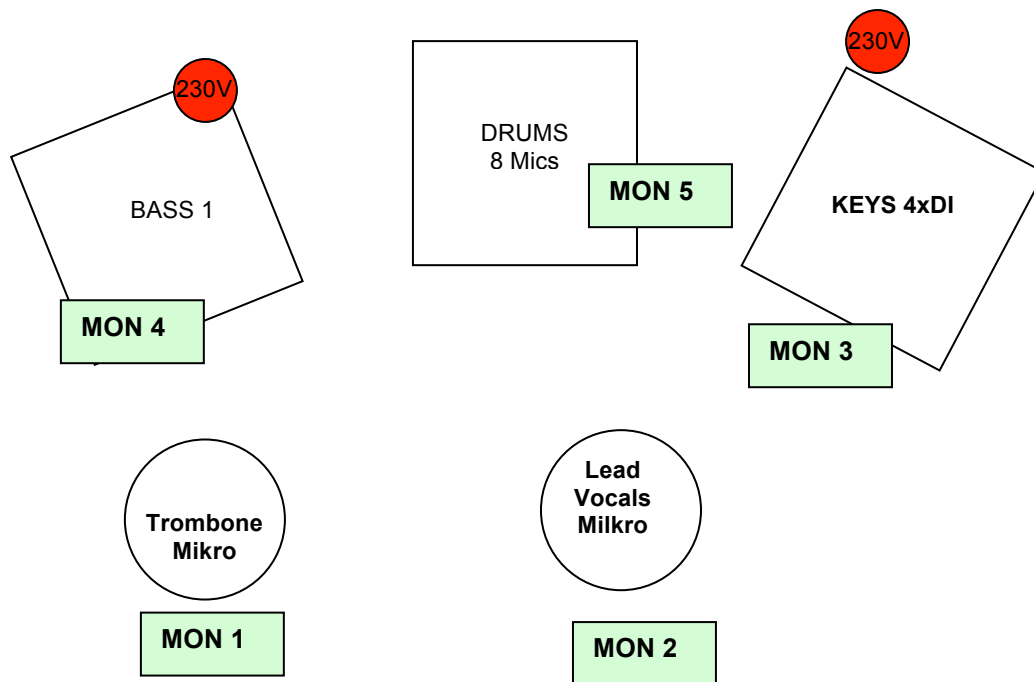 230V
230V
DRUMS
8 Mics
MON 5
BASS 1
KEYS 4xDI
MON 4
MON 3
Trombone
Mikro
Lead
Vocals
Milkro
MON 1
MON 2